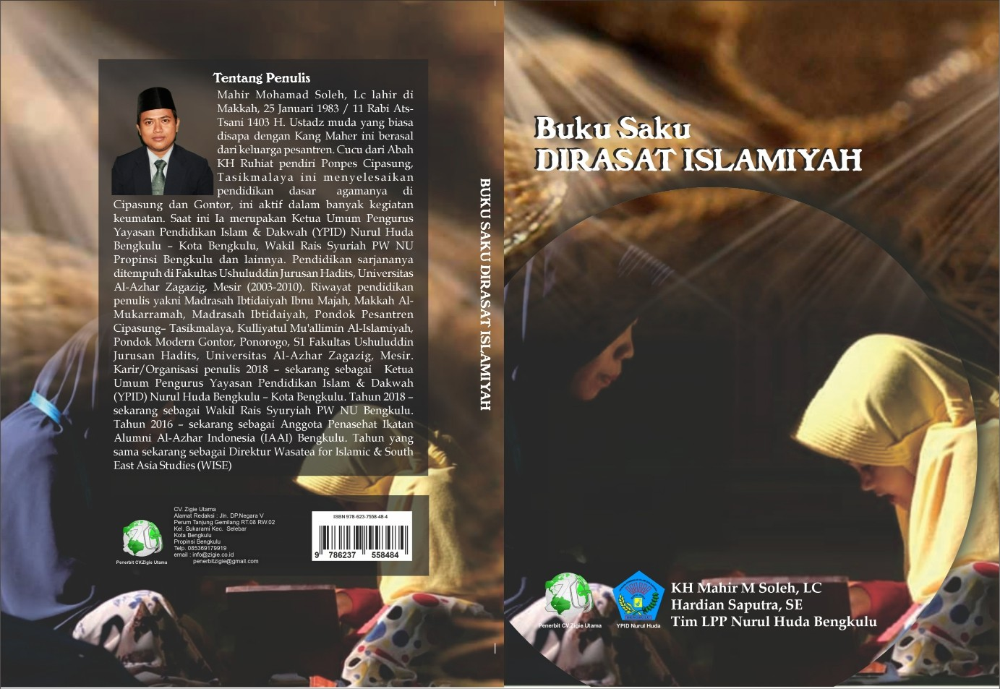 Tentang Penulis
Mahir Mohamad Soleh, Lc lahir di
Makkah, 25 Januari 1983 / 11 Rabi Ats-
Tsani 1403 H. Ustadz muda yang biasa
disapa dengan Kang Maher ini berasal
dari keluarga pesantren. Cucu dari Abah
KH Ruhiat pendiri Ponpes Cipasung,
Tasikmalaya ini menyelesaikan
pendidikan dasar agamanya di
Cipasung dan Gontor, ini aktif dalam banyak kegiatan
keumatan. Saat ini Ia merupakan Ketua Umum Pengurus
Yayasan Pendidikan Islam & Dakwah (YPID) Nurul Huda
Bengkulu – Kota Bengkulu, Wakil Rais Syuriah PW NU
Propinsi Bengkulu dan lainnya. Pendidikan sarjananya
ditempuh di Fakultas Ushuluddin Jurusan Hadits, Universitas
Al-Azhar Zagazig, Mesir (2003-2010). Riwayat pendidikan
penulis yakni Madrasah Ibtidaiyah Ibnu Majah, Makkah Al-
Mukarramah, Madrasah Ibtidaiyah, Pondok Pesantren
Cipasung– Tasikmalaya, Kulliyatul Mu'allimin Al-Islamiyah,
Pondok Modern Gontor, Ponorogo, S1 Fakultas Ushuluddin
Jurusan Hadits, Universitas Al-Azhar Zagazig, Mesir.
Karir/Organisasi penulis 2018 – sekarang sebagai Ketua
Umum Pengurus Yayasan Pendidikan Islam & Dakwah
(YPID) Nurul Huda Bengkulu – Kota Bengkulu. Tahun 2018 –
sekarang sebagai Wakil Rais Syuryiah PW NU Bengkulu.
Tahun 2016 – sekarang sebagai Anggota Penasehat Ikatan
Alumni Al-Azhar Indonesia (IAAI) Bengkulu. Tahun yang
sama sekarang sebagai Direktur Wasatea for Islamic & South
East Asia Studies (WISE)
Penerbit CV.Zigie Utama
CV. Zigie Utama
Alamat Redaksi : Jln. DP.Negara V
Perum Tanjung Gemilang RT.08 RW.02
Kel. Sukarami Kec. Selebar
Kota Bengkulu
Propinsi Bengkulu
Telp. 085369179919
email : info@zigie.co.id
penerbitzigie@gmail.com
ISBN 978-623-7558-48-4
9 786237 558484
BUKU SAKU DIRASAT ISLAMIYAH
Buku Saku
DIRASAT ISLAMIYAH
Penerbit CV.Zigie Utama
YPID Nurul Huda
KH Mahir M Soleh, LC
Hardian Saputra, SE
Tim LPP Nurul Huda Bengkulu